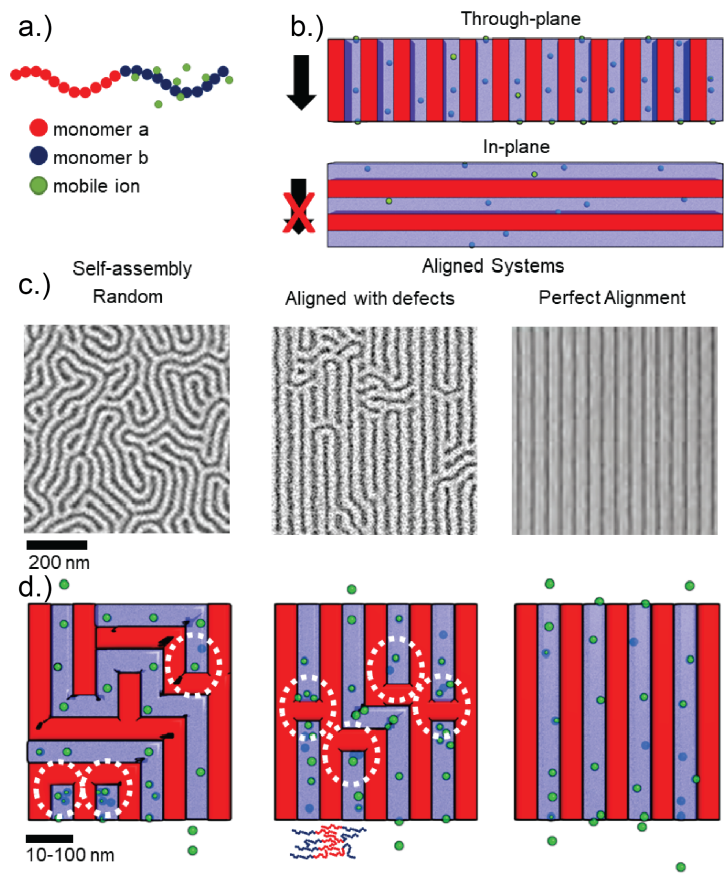 a.)
monomer a
monomer b
mobile ion
b.)
Through-plane
In-plane
X
c.)
Self-assembly
Random
Aligned Systems
Aligned with defects
Perfect Alignment
200 nm
d.)
10-100 nm